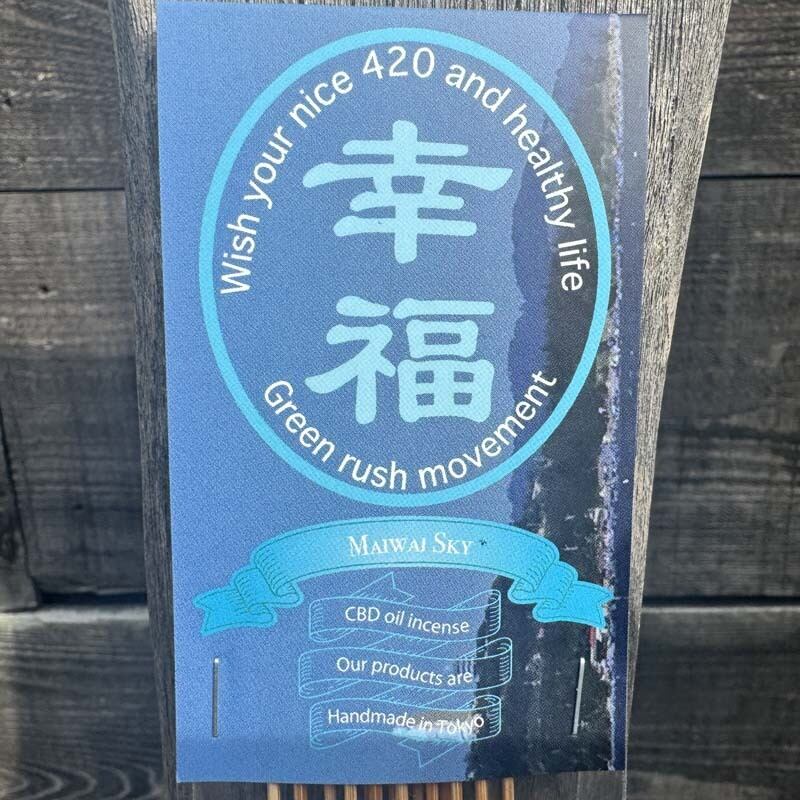 Wish your nice 420 and healthy life
幸
福
Green rush movement
MAIWAI SKY
CBD oil incense
Our products are
Handmade in Tokyo